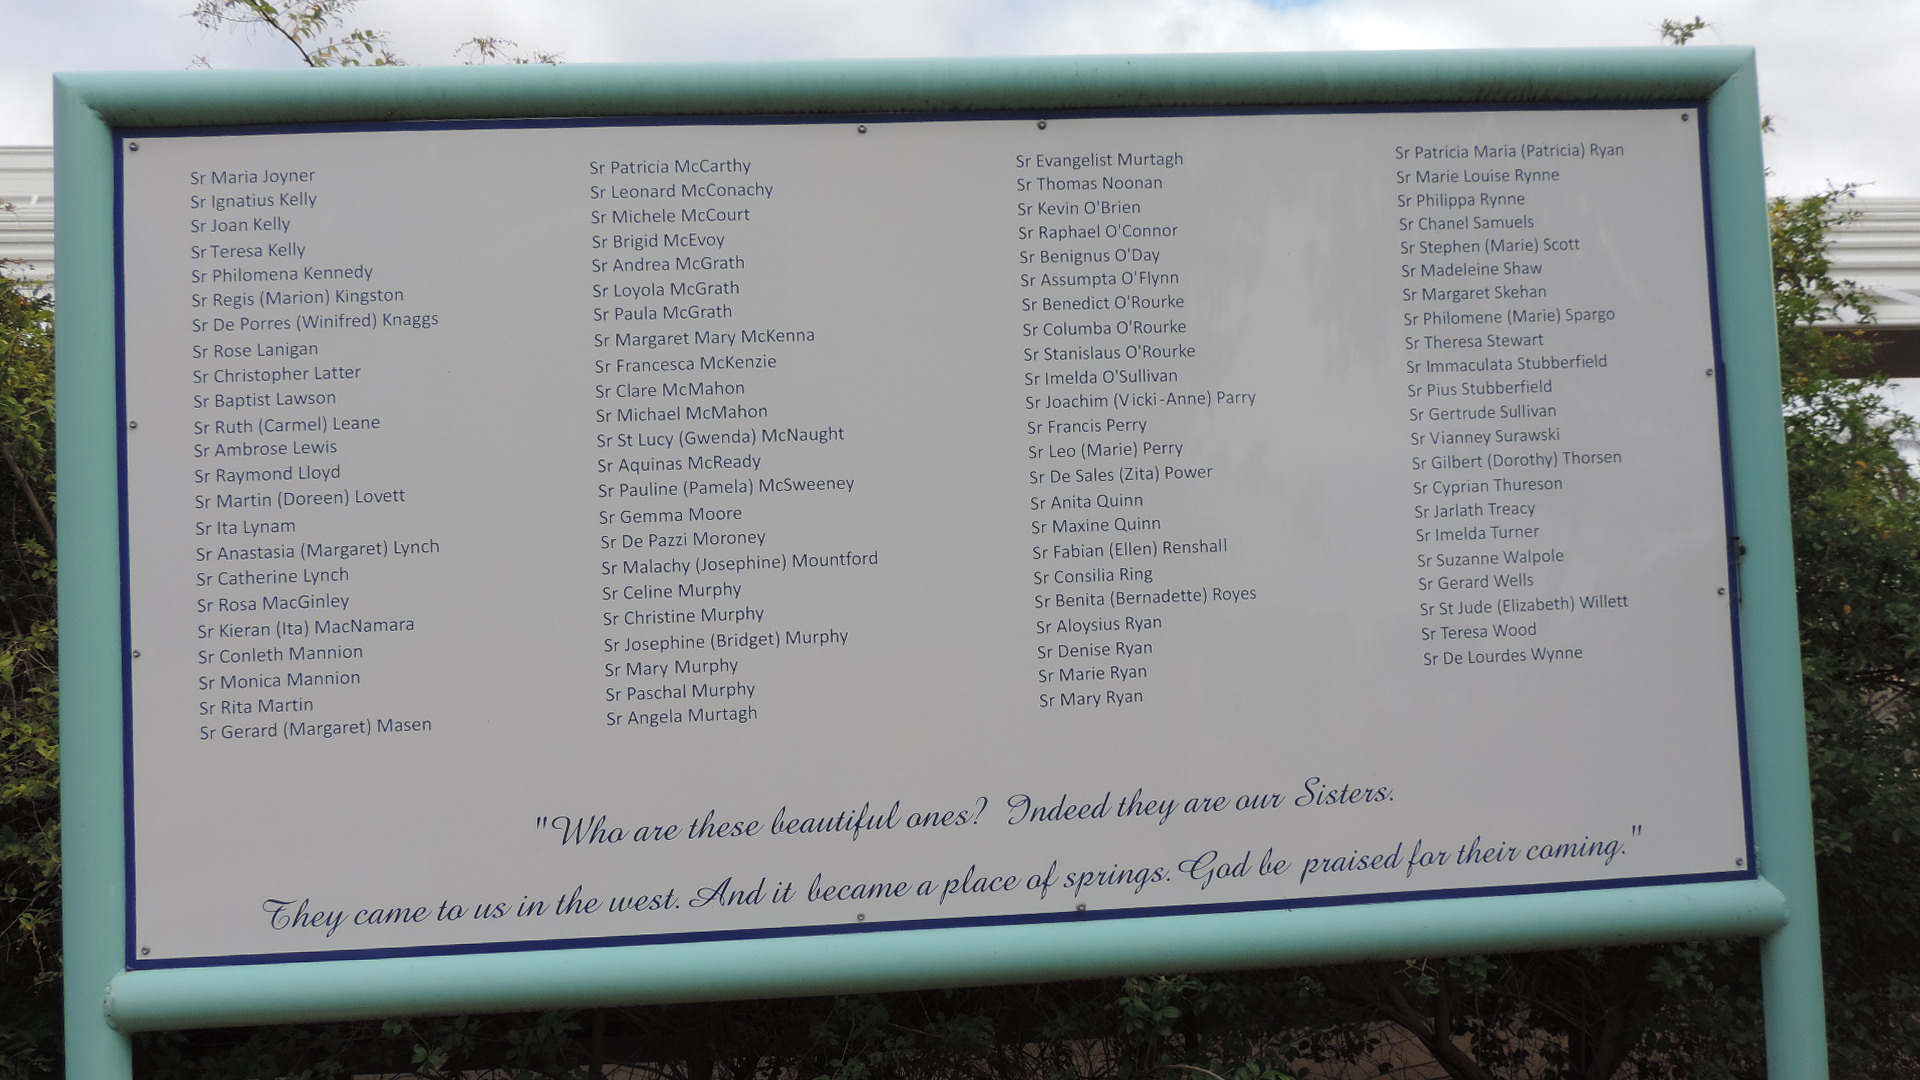 Sr Maria Joyner
Sr Ignatius Kelly
Sr Joan Kelly
Sr Teresa Kelly
Sr Philomena Kennedy
Sr Regis (Marion) Kingston
Sr De Porres (Winifred) Knaggs
Sr Rose Lanigan
Sr Christopher Latter
Sr Baptist Lawson
Sr Ruth (Carmel) Leane
Sr Ambrose Lewis
Sr Raymond Lloyd
Sr Martin (Doreen) Lovett
Sr Ita Lynam
Sr Anastasia (Margaret) Lynch
Sr Catherine Lynch
Sr Rosa MacGinley
Sr Kieran (Ita) MacNamara
Sr Conleth Mannion
Sr Monica Mannion
Sr Rita Martin
Sr Gerard (Margaret) Masen
Sr Patricia McCarthy
Sr Leonard McConachy
Sr Michele McCourt
Sr Brigid McEvoy
Sr Andrea McGrath
Sr Loyola McGrath
Sr Paula McGrath
Sr Margaret Mary McKenna
Sr Francesca McKenzie
Sr Clare McMahon
Sr Michael McMahon
Sr St Lucy (Gwenda) McNaught
Sr Aquinas McReady
Sr Pauline (Pamela) McSweeney
Sr Gemma Moore
Sr De Pazzi Moroney
Sr Malachy (Josephine) Mountford
Sr Celine Murphy
Sr Christine Murphy
Sr Josephine (Bridget) Murphy
Sr Mary Murphy
Sr Paschal Murphy
Sr Angela Murtagh
Sr Evangelist Murtagh
Sr Thomas Noonan
Sr Kevin O'Brien
Sr Raphael O'Connor
Sr Benignus O'Day
Sr Assumpta O'Flynn
Sr Benedict O'Rourke
Sr Columba O'Rourke
Sr Stanislaus O'Rourke
Sr Imelda O'Sullivan
Sr Joachim (Vicki-Anne) Parry
Sr Francis Perry
Sr Leo (Marie) Perry
Sr De Sales (Zita) Power
Sr Anita Quinn
Sr Maxine Quinn
Sr Fabian (Ellen) Renshall
Sr Consilia Ring
Sr Benita (Bernadette) Royes
Sr Aloysius Ryan
Sr Denise Ryan
Sr Marie Ryan
Sr Mary Ryan
Sr Patricia Maria (Patricia) Ryan
Sr Marie Louise Rynne
Sr Philippa Rynne
Sr Chanel Samuels
Sr Stephen (Marie) Scott
Sr Madeleine Shaw
Sr Margaret Skehan
Sr Philomene (Marie) Spargo
Sr Theresa Stewart
Sr Immaculata Stubberfield
Sr Pius Stubberfield
Sr Gertrude Sullivan
Sr Vianney Surawski
Sr Gilbert (Dorothy) Thorsen
Sr Cyprian Thureson
Sr Jarlath Treacy
Sr Imelda Turner
Sr Suzanne Walpole
Sr Gerard Wells
Sr St Jude (Elizabeth) Willett
Sr Teresa Wood
Sr De Lourdes Wynne
"Who are these beautiful ones? Indeed they are our Sisters.
They came to us in the west. And it became a place of springs. God be praised for their coming."